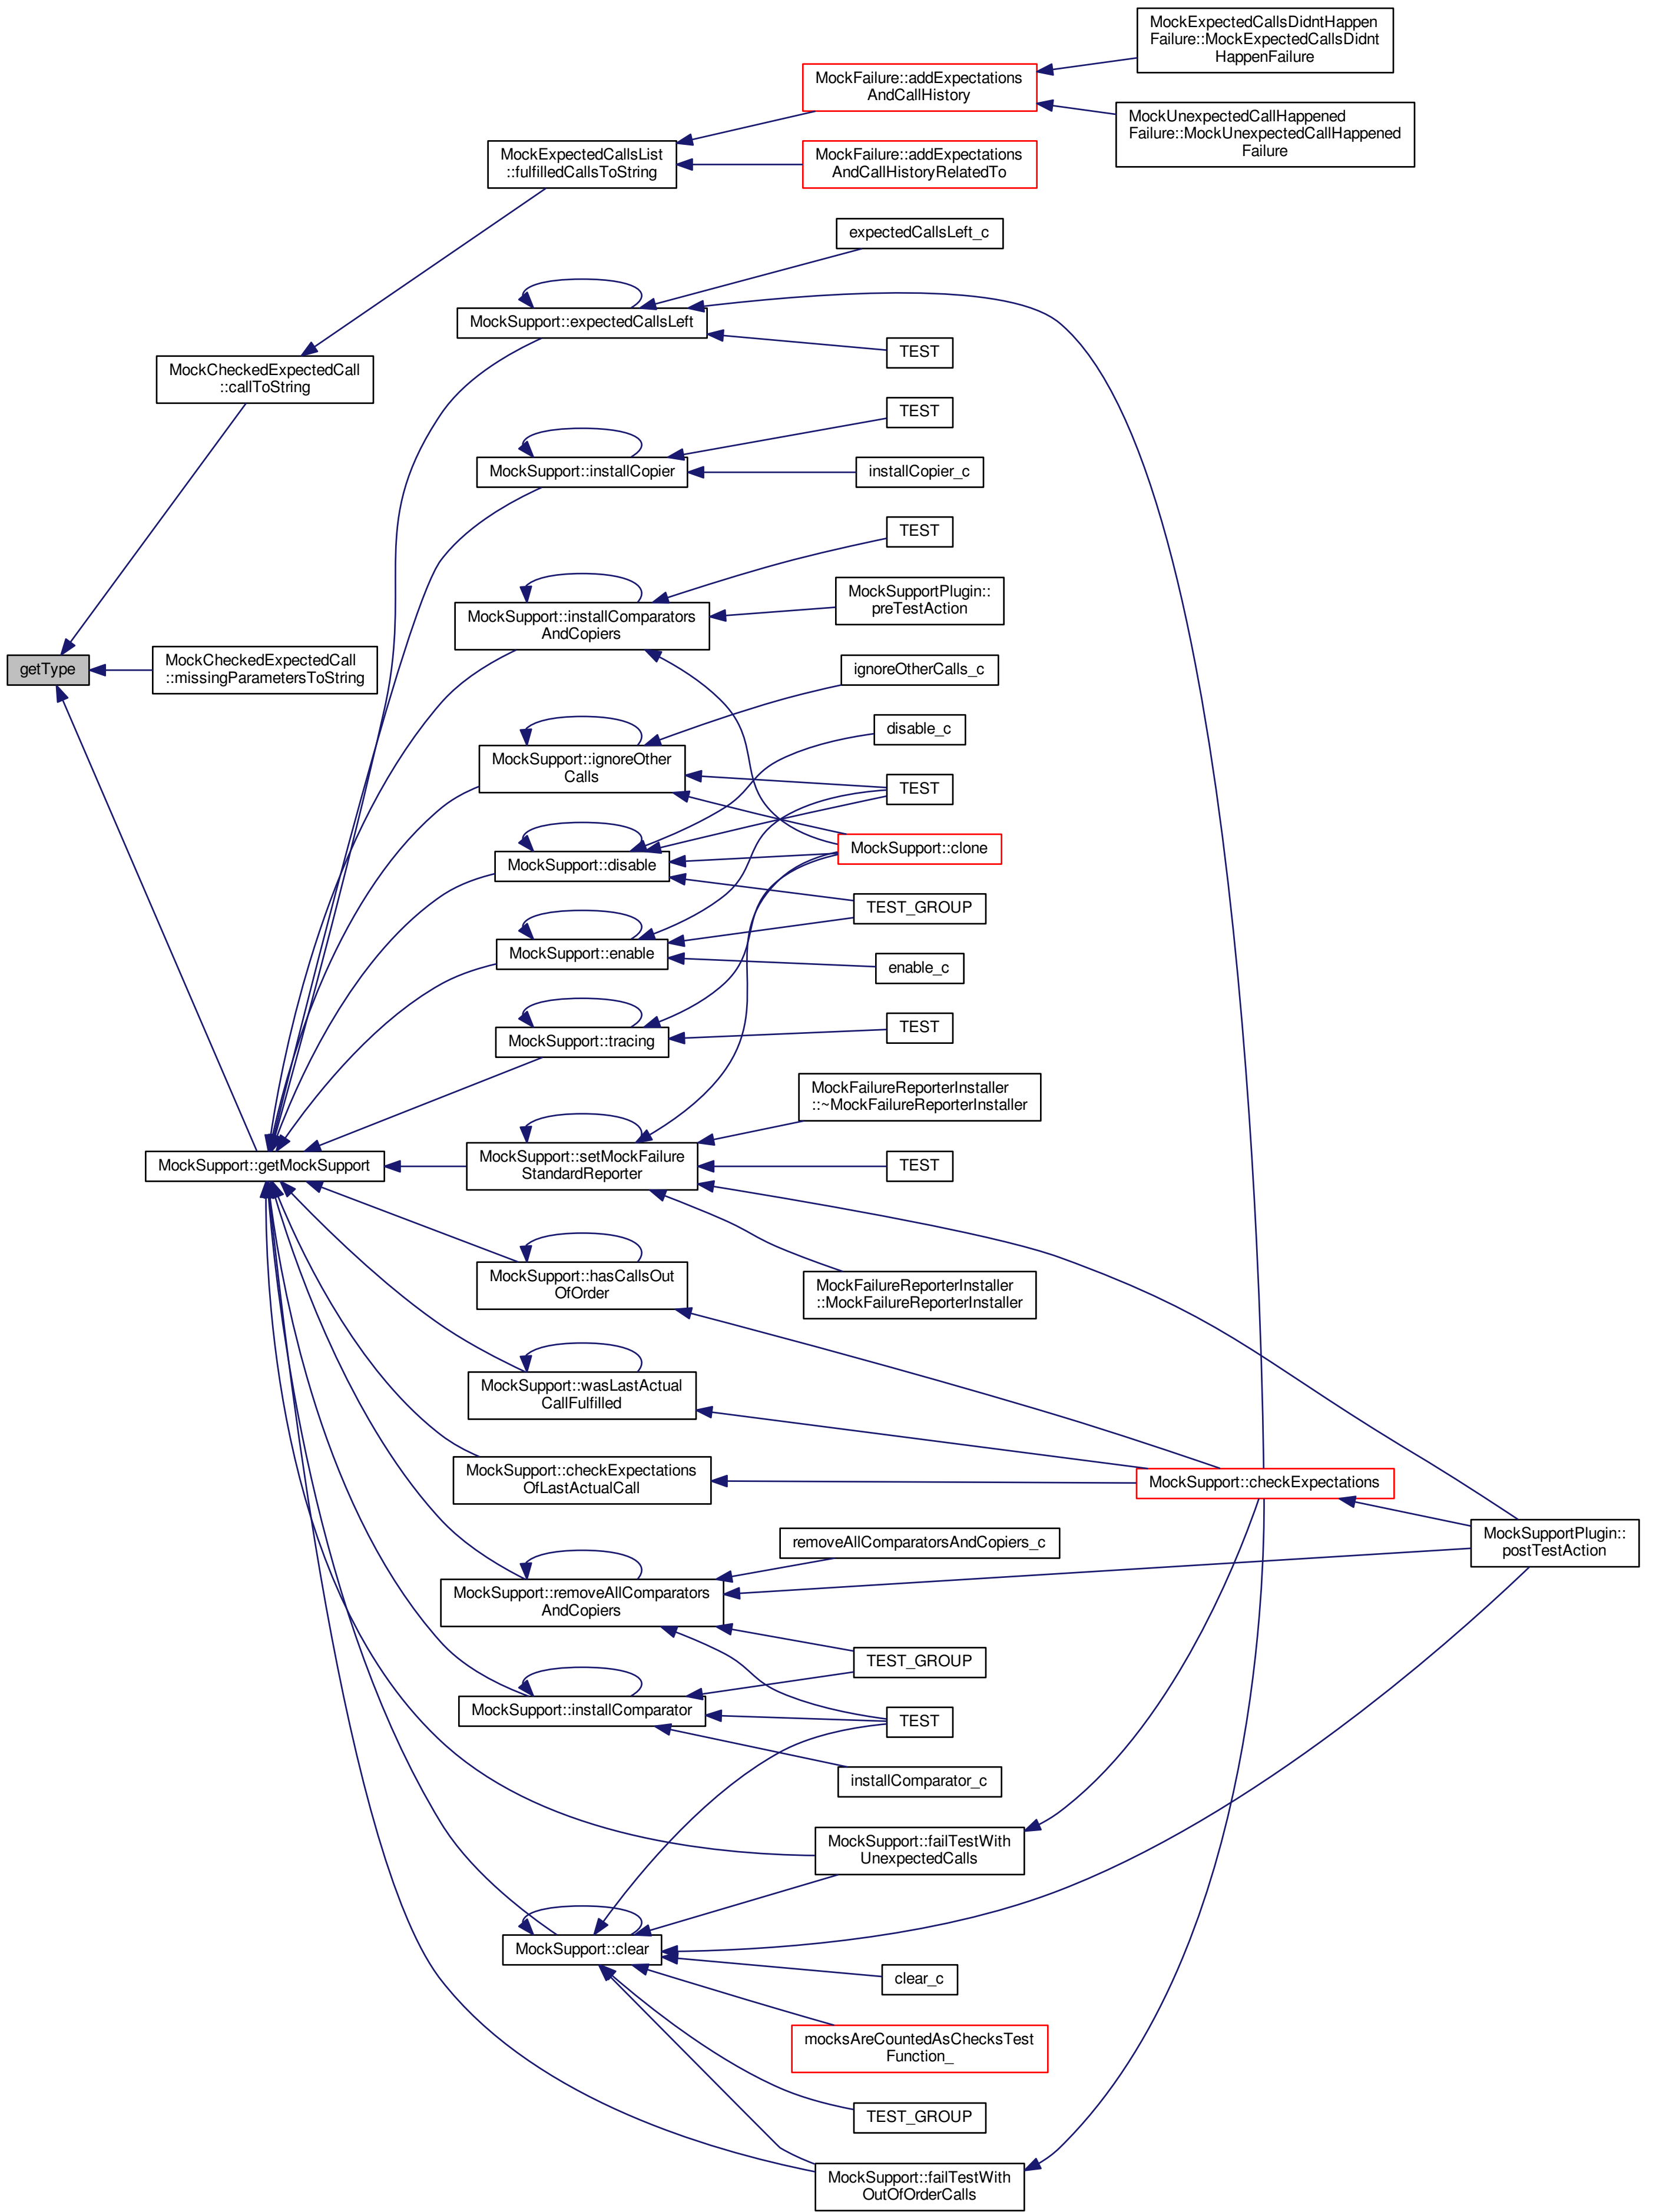 MockExpectedCallsDidntHappen
Failure::MockExpectedCallsDidnt
HappenFailure
MockFailure::addExpectations
AndCallHistory
MockUnexpectedCallHappened
Failure::MockUnexpectedCallHappened
Failure
MockExpectedCallsList
::fulfilledCallsToString
MockFailure::addExpectations
AndCallHistoryRelatedTo
expectedCallsLeft_c
MockSupport::expectedCallsLeft
TEST
MockCheckedExpectedCall
::callToString
TEST
MockSupport::installCopier
installCopier_c
TEST
MockSupport::installComparators
AndCopiers
MockSupportPlugin::
preTestAction
getType
MockCheckedExpectedCall
::missingParametersToString
ignoreOtherCalls_c
disable_c
MockSupport::ignoreOther
Calls
TEST
MockSupport::disable
MockSupport::clone
TEST_GROUP
MockSupport::enable
enable_c
TEST
MockSupport::tracing
MockFailureReporterInstaller
::~MockFailureReporterInstaller
MockSupport::getMockSupport
MockSupport::setMockFailure
StandardReporter
TEST
MockSupport::hasCallsOut
OfOrder
MockFailureReporterInstaller
::MockFailureReporterInstaller
MockSupport::wasLastActual
CallFulfilled
MockSupport::checkExpectations
OfLastActualCall
MockSupport::checkExpectations
MockSupportPlugin::
postTestAction
removeAllComparatorsAndCopiers_c
MockSupport::removeAllComparators
AndCopiers
TEST_GROUP
MockSupport::installComparator
TEST
installComparator_c
MockSupport::failTestWith
UnexpectedCalls
MockSupport::clear
clear_c
mocksAreCountedAsChecksTest
Function_
TEST_GROUP
MockSupport::failTestWith
OutOfOrderCalls